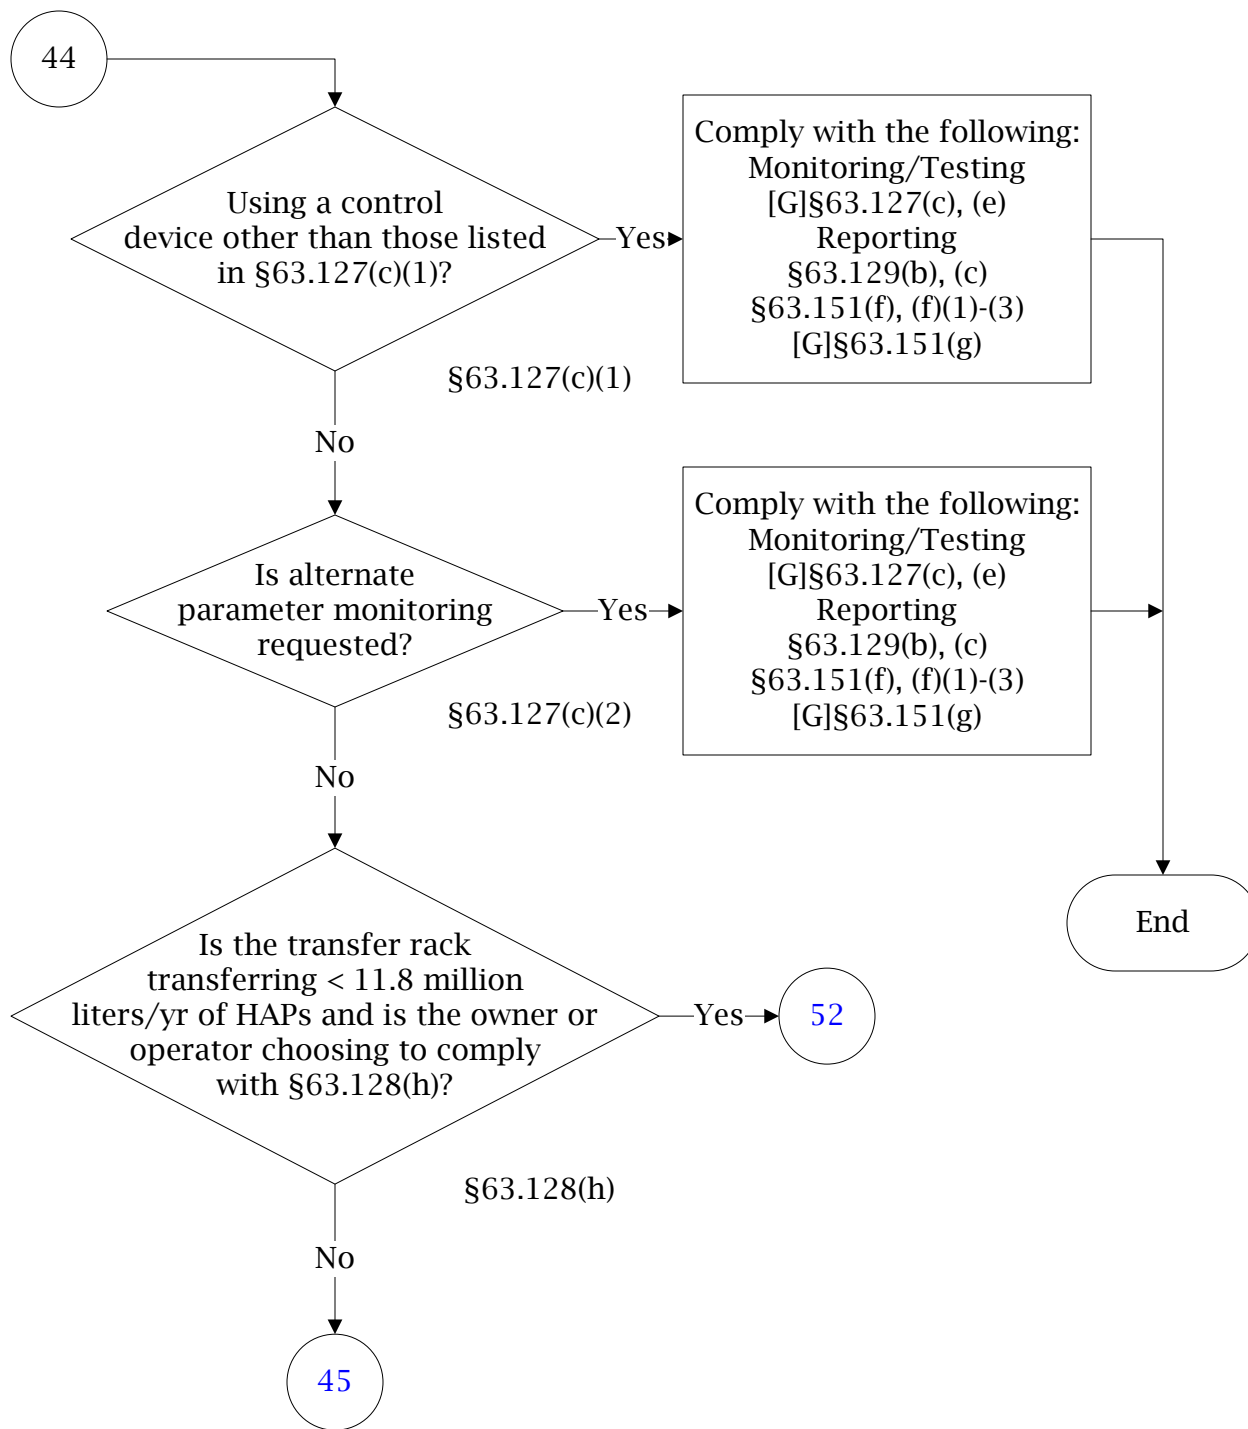 44
Using a control
device other than those listed
in §63.127(c)(1)?
Yes
Comply with the following:
Monitoring/Testing
[G]§63.127(c), (e)
Reporting
§63.129(b), (c)
§63.151(f), (f)(1)-(3)
[G]§63.151(g)
§63.127(c)(1)
No
Is alternate
parameter monitoring
requested?
Yes
Comply with the following:
Monitoring/Testing
[G]§63.127(c), (e)
Reporting
§63.129(b), (c)
§63.151(f), (f)(1)-(3)
[G]§63.151(g)
§63.127(c)(2)
No
End
Is the transfer rack
transferring < 11.8 million
liters/yr of HAPs and is the owner or
operator choosing to comply
with §63.128(h)?
Yes
52
§63.128(h)
No
45